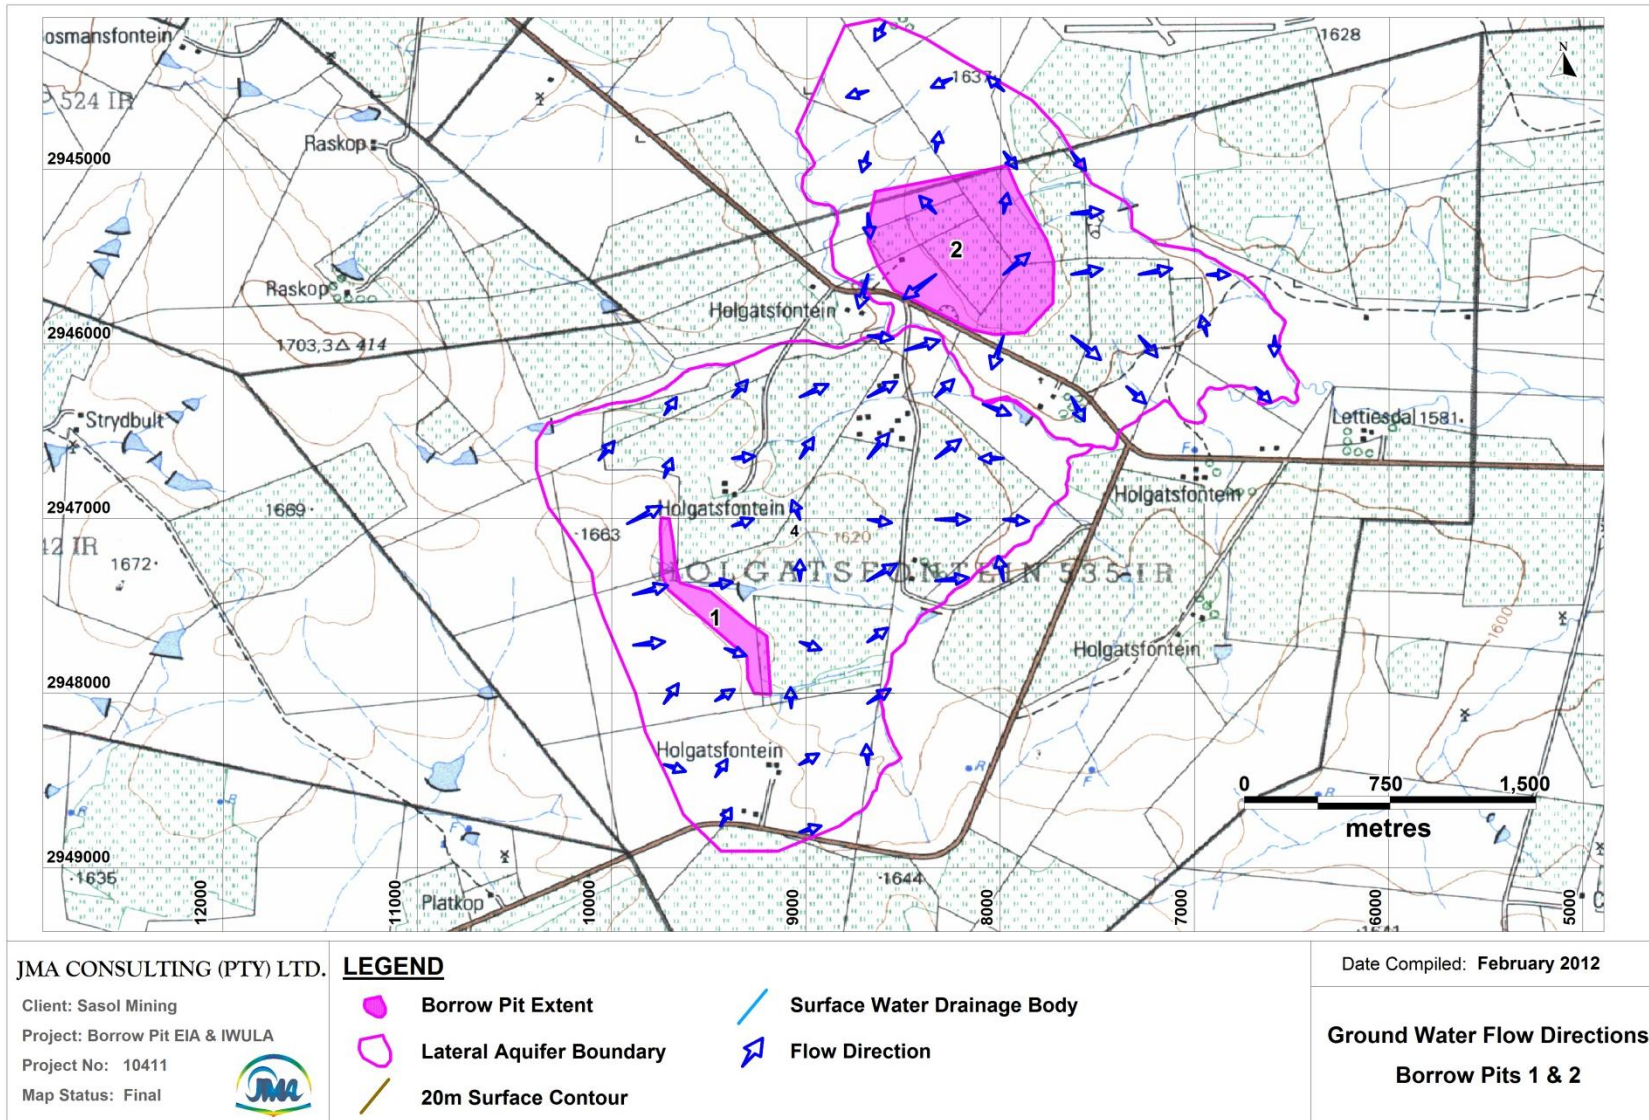 osmansfontein
1628
N
1637
P 524 IR
Raskop
2945000
2
Raskop
Holgatsfontein
2946000
1703,3△ 414
Strydbult
Lettiesdal 1581
F
Holgatsfontein
Holgatsfontein
2947000
1669
1663
4
1620
42 IR
1672
HOLGATSFONTEIN 535 IR
1
1600
Holgatsfontein
2948000
Holgatsfontein
R
F
0 750 1,500
metres
R
B
R
F
2949000
1635
1644
Platkop
12000
11000
10000
9000
8000
7000
6000
5000
C
1641
JMA CONSULTING (PTY) LTD.
Client: Sasol Mining
Project: Borrow Pit EIA & IWULA
Project No: 10411
Map Status: Final
JMA
LEGEND
Borrow Pit Extent
Lateral Aquifer Boundary
20m Surface Contour
Surface Water Drainage Body
Flow Direction
Date Compiled: February 2012
Ground Water Flow Directions
Borrow Pits 1 & 2